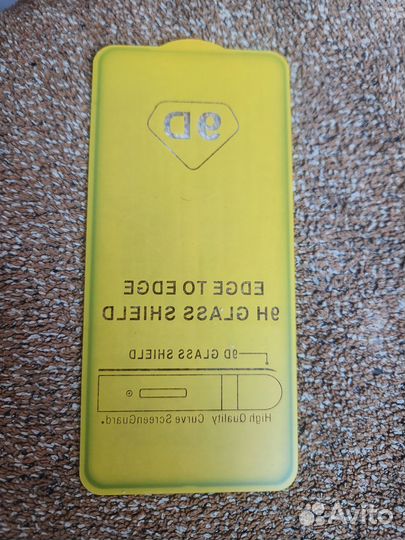 9D
EDGE TO EDGE
9H GLASS SHIELD
9D GLASS SHIELD
High Quality Curve ScreenGuard.
Avito